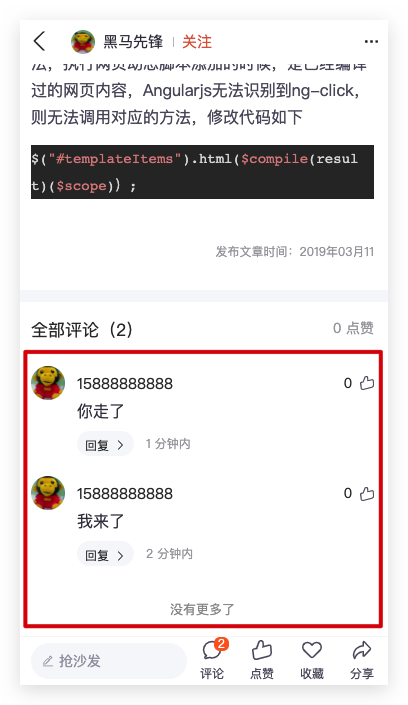 黑马先锋 | 关注
法，执行网页动态脚本添加的时候，是已经编译
过的网页内容，Angularjs无法识别到ng-click，
则无法调用对应的方法，修改代码如下
$("#templateItems").html($compile(resul
t)($scope)) ;
发布文章时间：2019年03月11
全部评论（2）
0 点赞
15888888888
0
你走了
回复 >
1 分钟内
15888888888
0
我来了
回复 >
2 分钟内
没有更多了
抢沙发
2
评论
点赞
收藏
分享